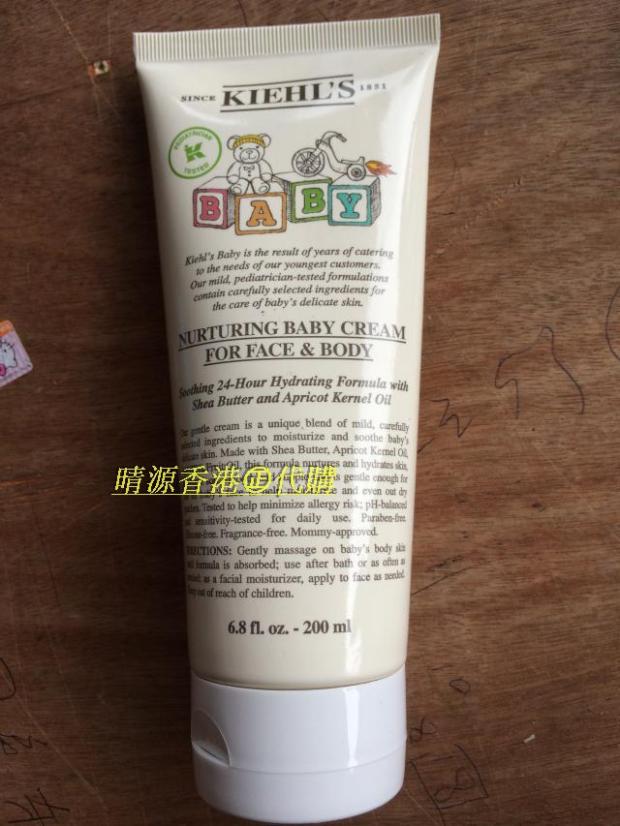 SINCE KIEHL'S 1851
PEDIATRICIAN
K
TESTED
BABY
Kiehl's Baby is the result of years of catering
to the needs of our youngest customers.
Our mild, pediatrician-tested formulations
contain carefully selected ingredients for
the care of baby's delicate skin.
NURTURING BABY CREAM
FOR FACE & BODY
Soothing 24-Hour Hydrating Formula with
Shea Butter and Apricot Kernel Oil
gentle cream is a unique blend of mild, carefully
selected ingredients to moisturize and soothe baby's
delicate skin. Made with Shea Butter, Apricot Kernel Oil,
Oil, this formula nurtures and hydrates skin,
is gentle enough for
晴源香港㊣代購
and even out dry
Tested to help minimize allergy risk; pH-balanced
sensitivity-tested for daily use. Paraben-free.
Fragrance-free. Mommy-approved.
DIRECTIONS: Gently massage on baby's body skin
formula is absorbed; use after bath or as often as
as a facial moisturizer, apply to face as needed.
Keep out of reach of children.
6.8 fl. oz. - 200 ml